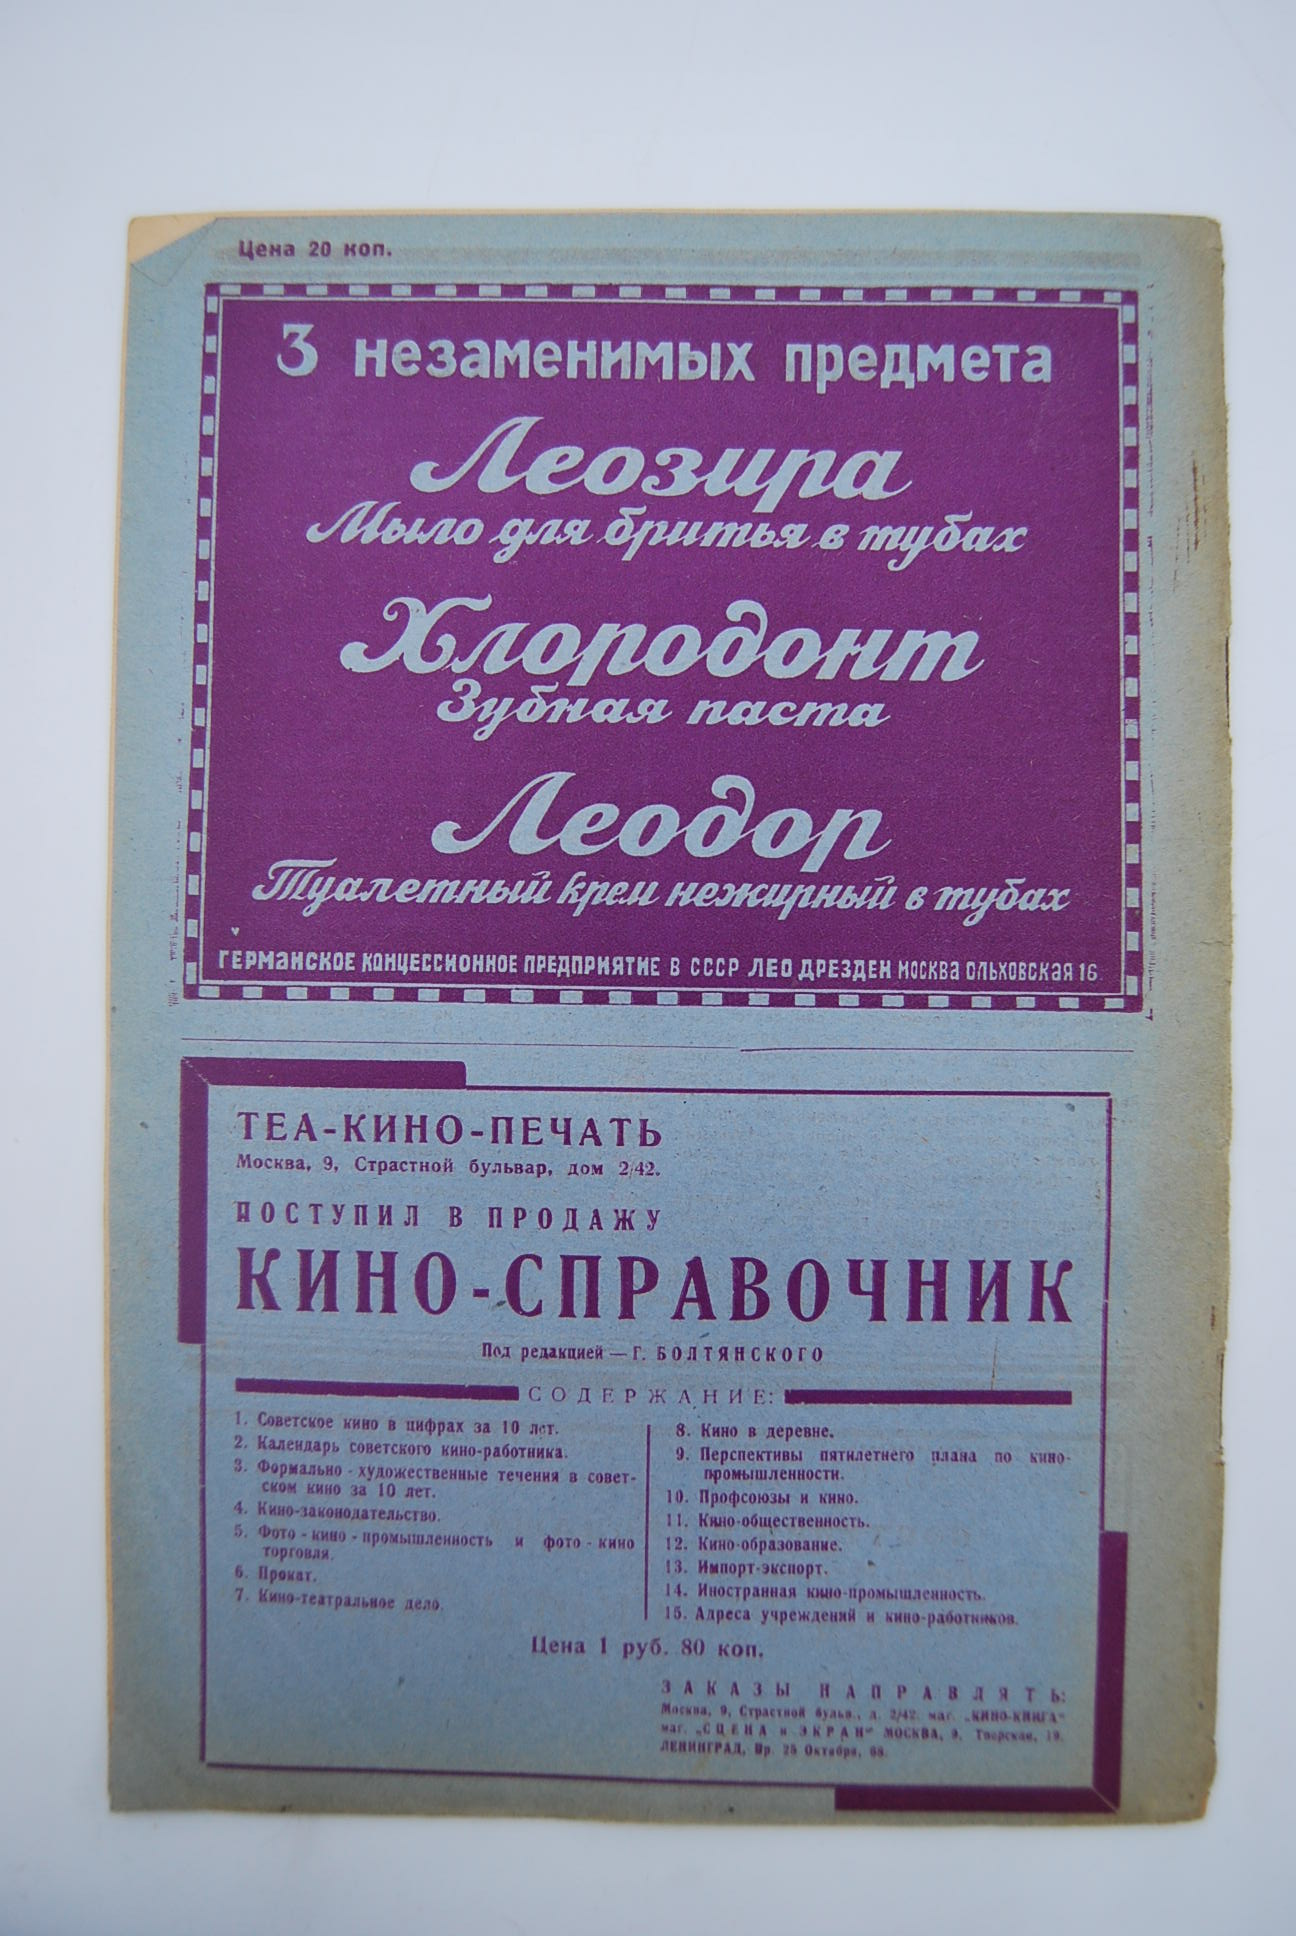 Цена 20 коп.
3 незаменимых предмета
Леозира
Мыло для бритья в тубах
Хлородонт
Зубная паста
Леодор
Туалетный крем нежирный в тубах
ГЕРМАНСКОЕ КОНЦЕССИОННОЕ ПРЕДПРИЯТИЕ В СССР ЛЕО ДРЕЗДЕН МОСКВА ОЛЬХОВСКАЯ 16
ТЕА-КИНО-ПЕЧАТЬ
Москва, 9, Страстной бульвар, дом 2/42.
ПОСТУПИЛ В ПРОДАЖУ
КИНО-СПРАВОЧНИК
Под редакцией — Г. БОЛТЯНСКОГО
СОДЕРЖАНИЕ:
1. Советское кино в цифрах за 10 лет.
2. Календарь советского кино-работника.
3. Формально-художественные течения в совет-
ском кино за 10 лет.
4. Кино-законодательство.
5. Фото-кино-промышленность и фото-кино
торговля.
6. Прокат.
7. Кино-театральное дело.
8. Кино в деревне.
9. Перспективы пятилетнего плана по кино-
промышленности.
10. Профсоюзы и кино.
11. Кино-общественность.
12. Кино-образование.
13. Импорт-экспорт.
14. Иностранная кино-промышленность.
15. Адреса учреждений и кино-работников.
Цена 1 руб. 80 коп.
ЗАКАЗЫ НАПРАВЛЯТЬ:
Москва, 9, Страстной бульв., д. 2/42. маг. „КИНО-КНИГА"
маг. „СЦЕНА и ЭКРАН" МОСКВА, 9, Тверская, 19.
ЛЕНИНГРАД, Пр. 25 Октября, 68.